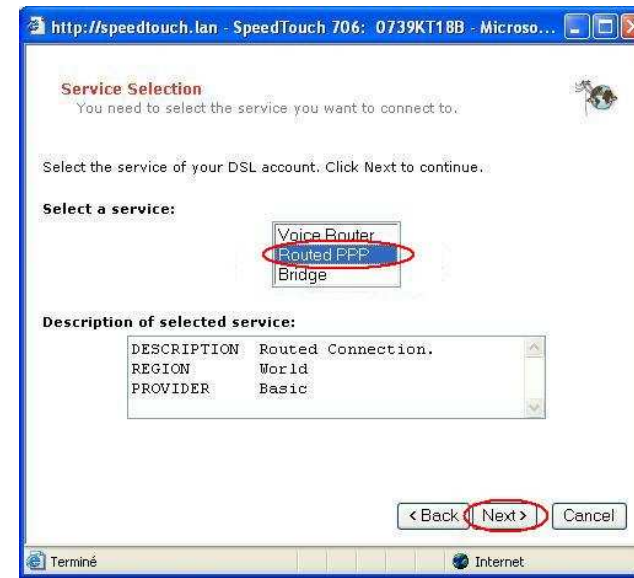 http://speedtouch.lan - SpeedTouch 706: 0739KT18B - Microso...
Service Selection
You need to select the service you want to connect to.
Select the service of your DSL account. Click Next to continue.
Select a service:
Voice Router
Routed PPP
Bridge
Description of selected service:
DESCRIPTION Routed Connection.
REGION World
PROVIDER Basic
< Back Next > Cancel
Terminé Internet